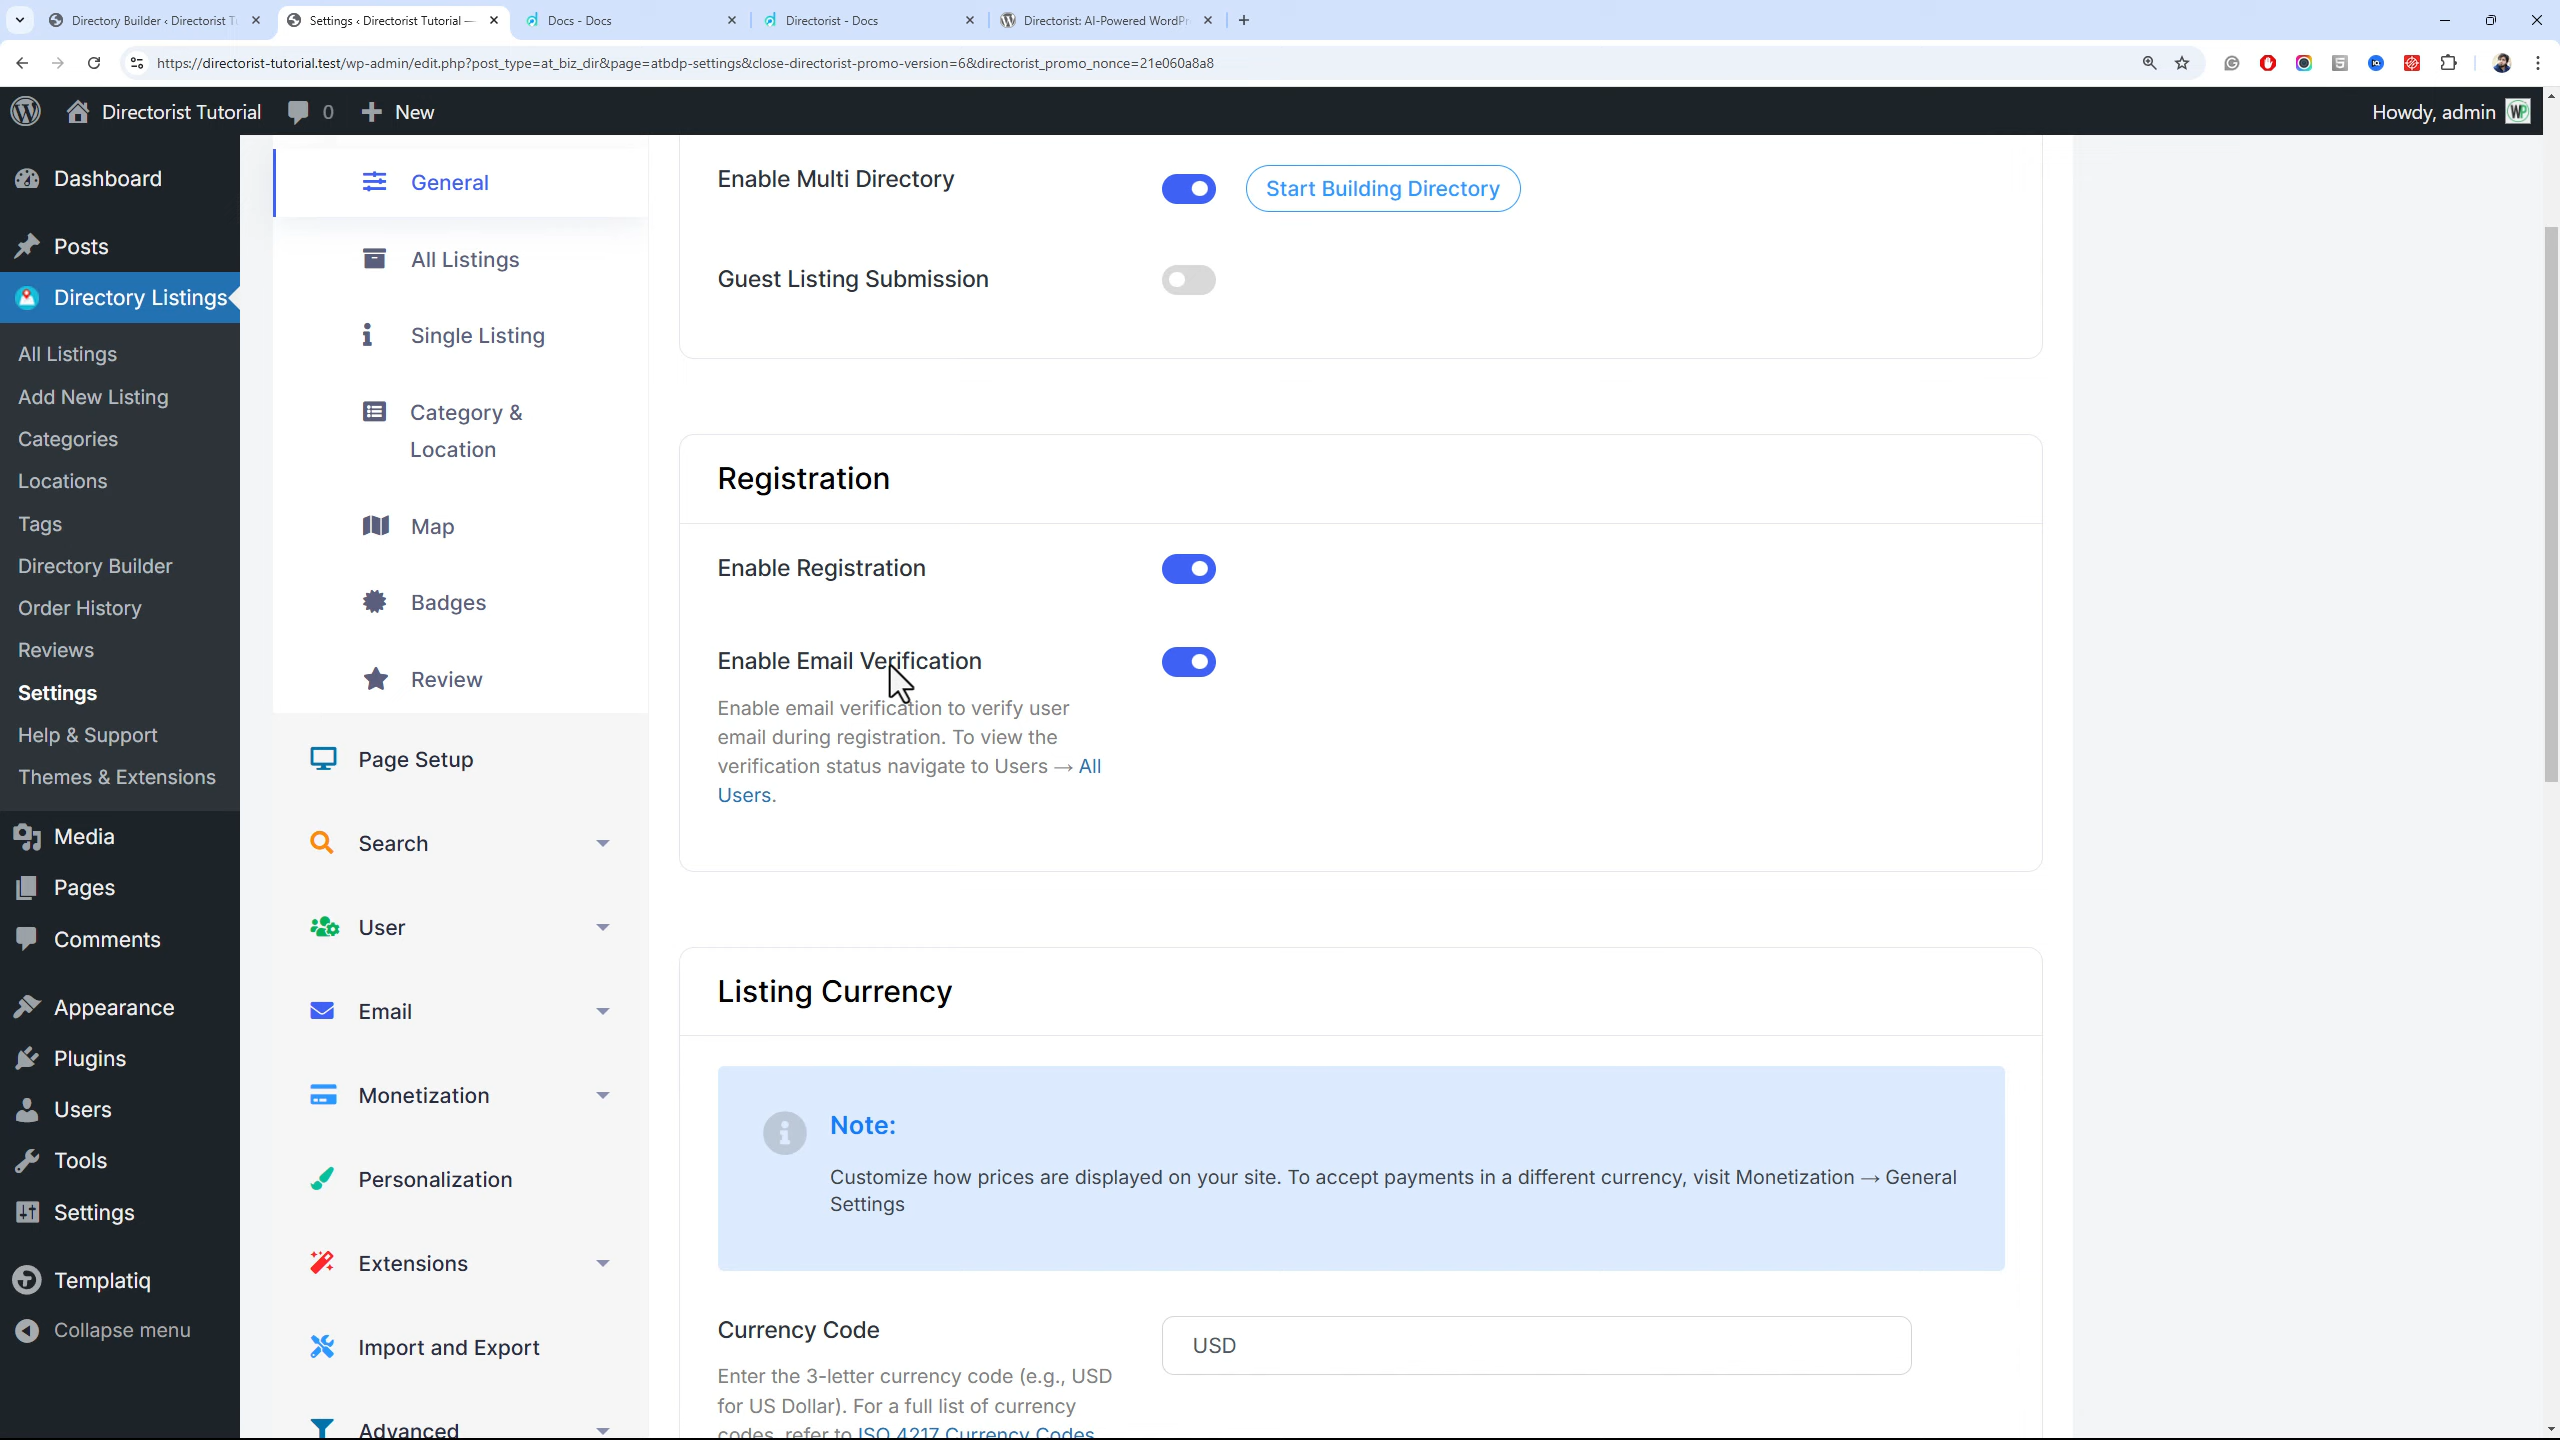 Directory Builder ‹ Directorist T
Settings ‹ Directorist Tutorial —
Docs - Docs
Directorist - Docs
Directorist: AI-Powered WordPr
https://directorist-tutorial.test/wp-admin/edit.php?post_type=at_biz_dir&page=atbdp-settings&close-directorist-promo-version=6&directorist_promo_nonce=21e060a8a8
Directorist Tutorial
0
New
Howdy, admin
Dashboard
Posts
Directory Listings
All Listings
Add New Listing
Categories
Locations
Tags
Directory Builder
Order History
Reviews
Settings
Help & Support
Themes & Extensions
Media
Pages
Comments
Appearance
Plugins
Users
Tools
Settings
Templatiq
Collapse menu
General
All Listings
Single Listing
Category &
Location
Map
Badges
Review
Page Setup
Search
User
Email
Monetization
Personalization
Extensions
Import and Export
Advanced
Enable Multi Directory
Start Building Directory
Guest Listing Submission
Registration
Enable Registration
Enable Email Verification
Enable email verification to verify user
email during registration. To view the
verification status navigate to Users → All
Users.
Listing Currency
Note:
Customize how prices are displayed on your site. To accept payments in a different currency, visit Monetization → General
Settings
Currency Code
USD
Enter the 3-letter currency code (e.g., USD
for US Dollar). For a full list of currency
codes, refer to ISO 4217 Currency Codes